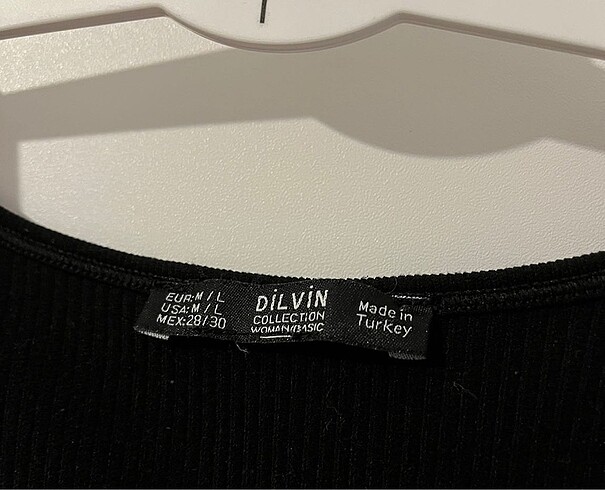 EUR:M / L
USA:M / L
MEX:28/30
DİLVİN
COLLECTION
WOMAN/BASIC
Made in
Turkey